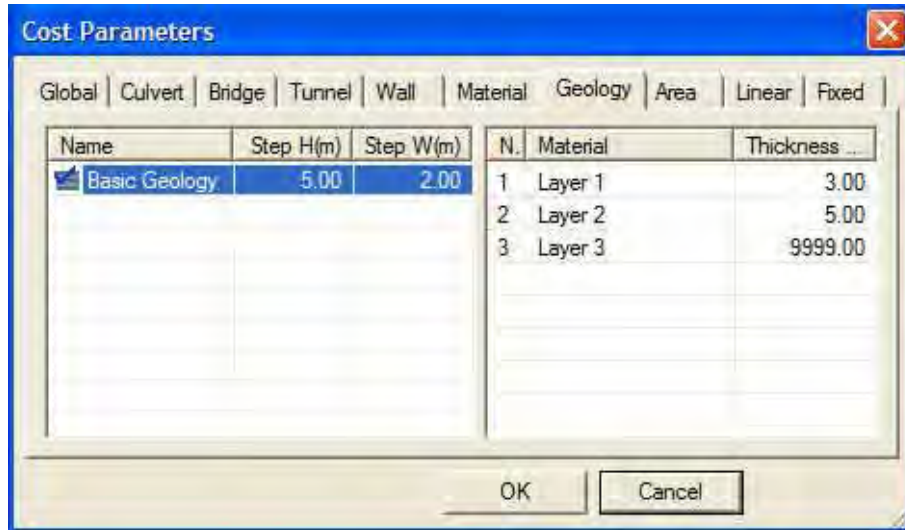 Cost Parameters
Global Culvert Bridge Tunnel Wall Material Geology Area Linear Fixed
Name Step H(m) Step W(m) N. Material Thickness ...
Basic Geology 5.00 2.00 1 Layer 1 3.00
2 Layer 2 5.00
3 Layer 3 9999.00
OK Cancel